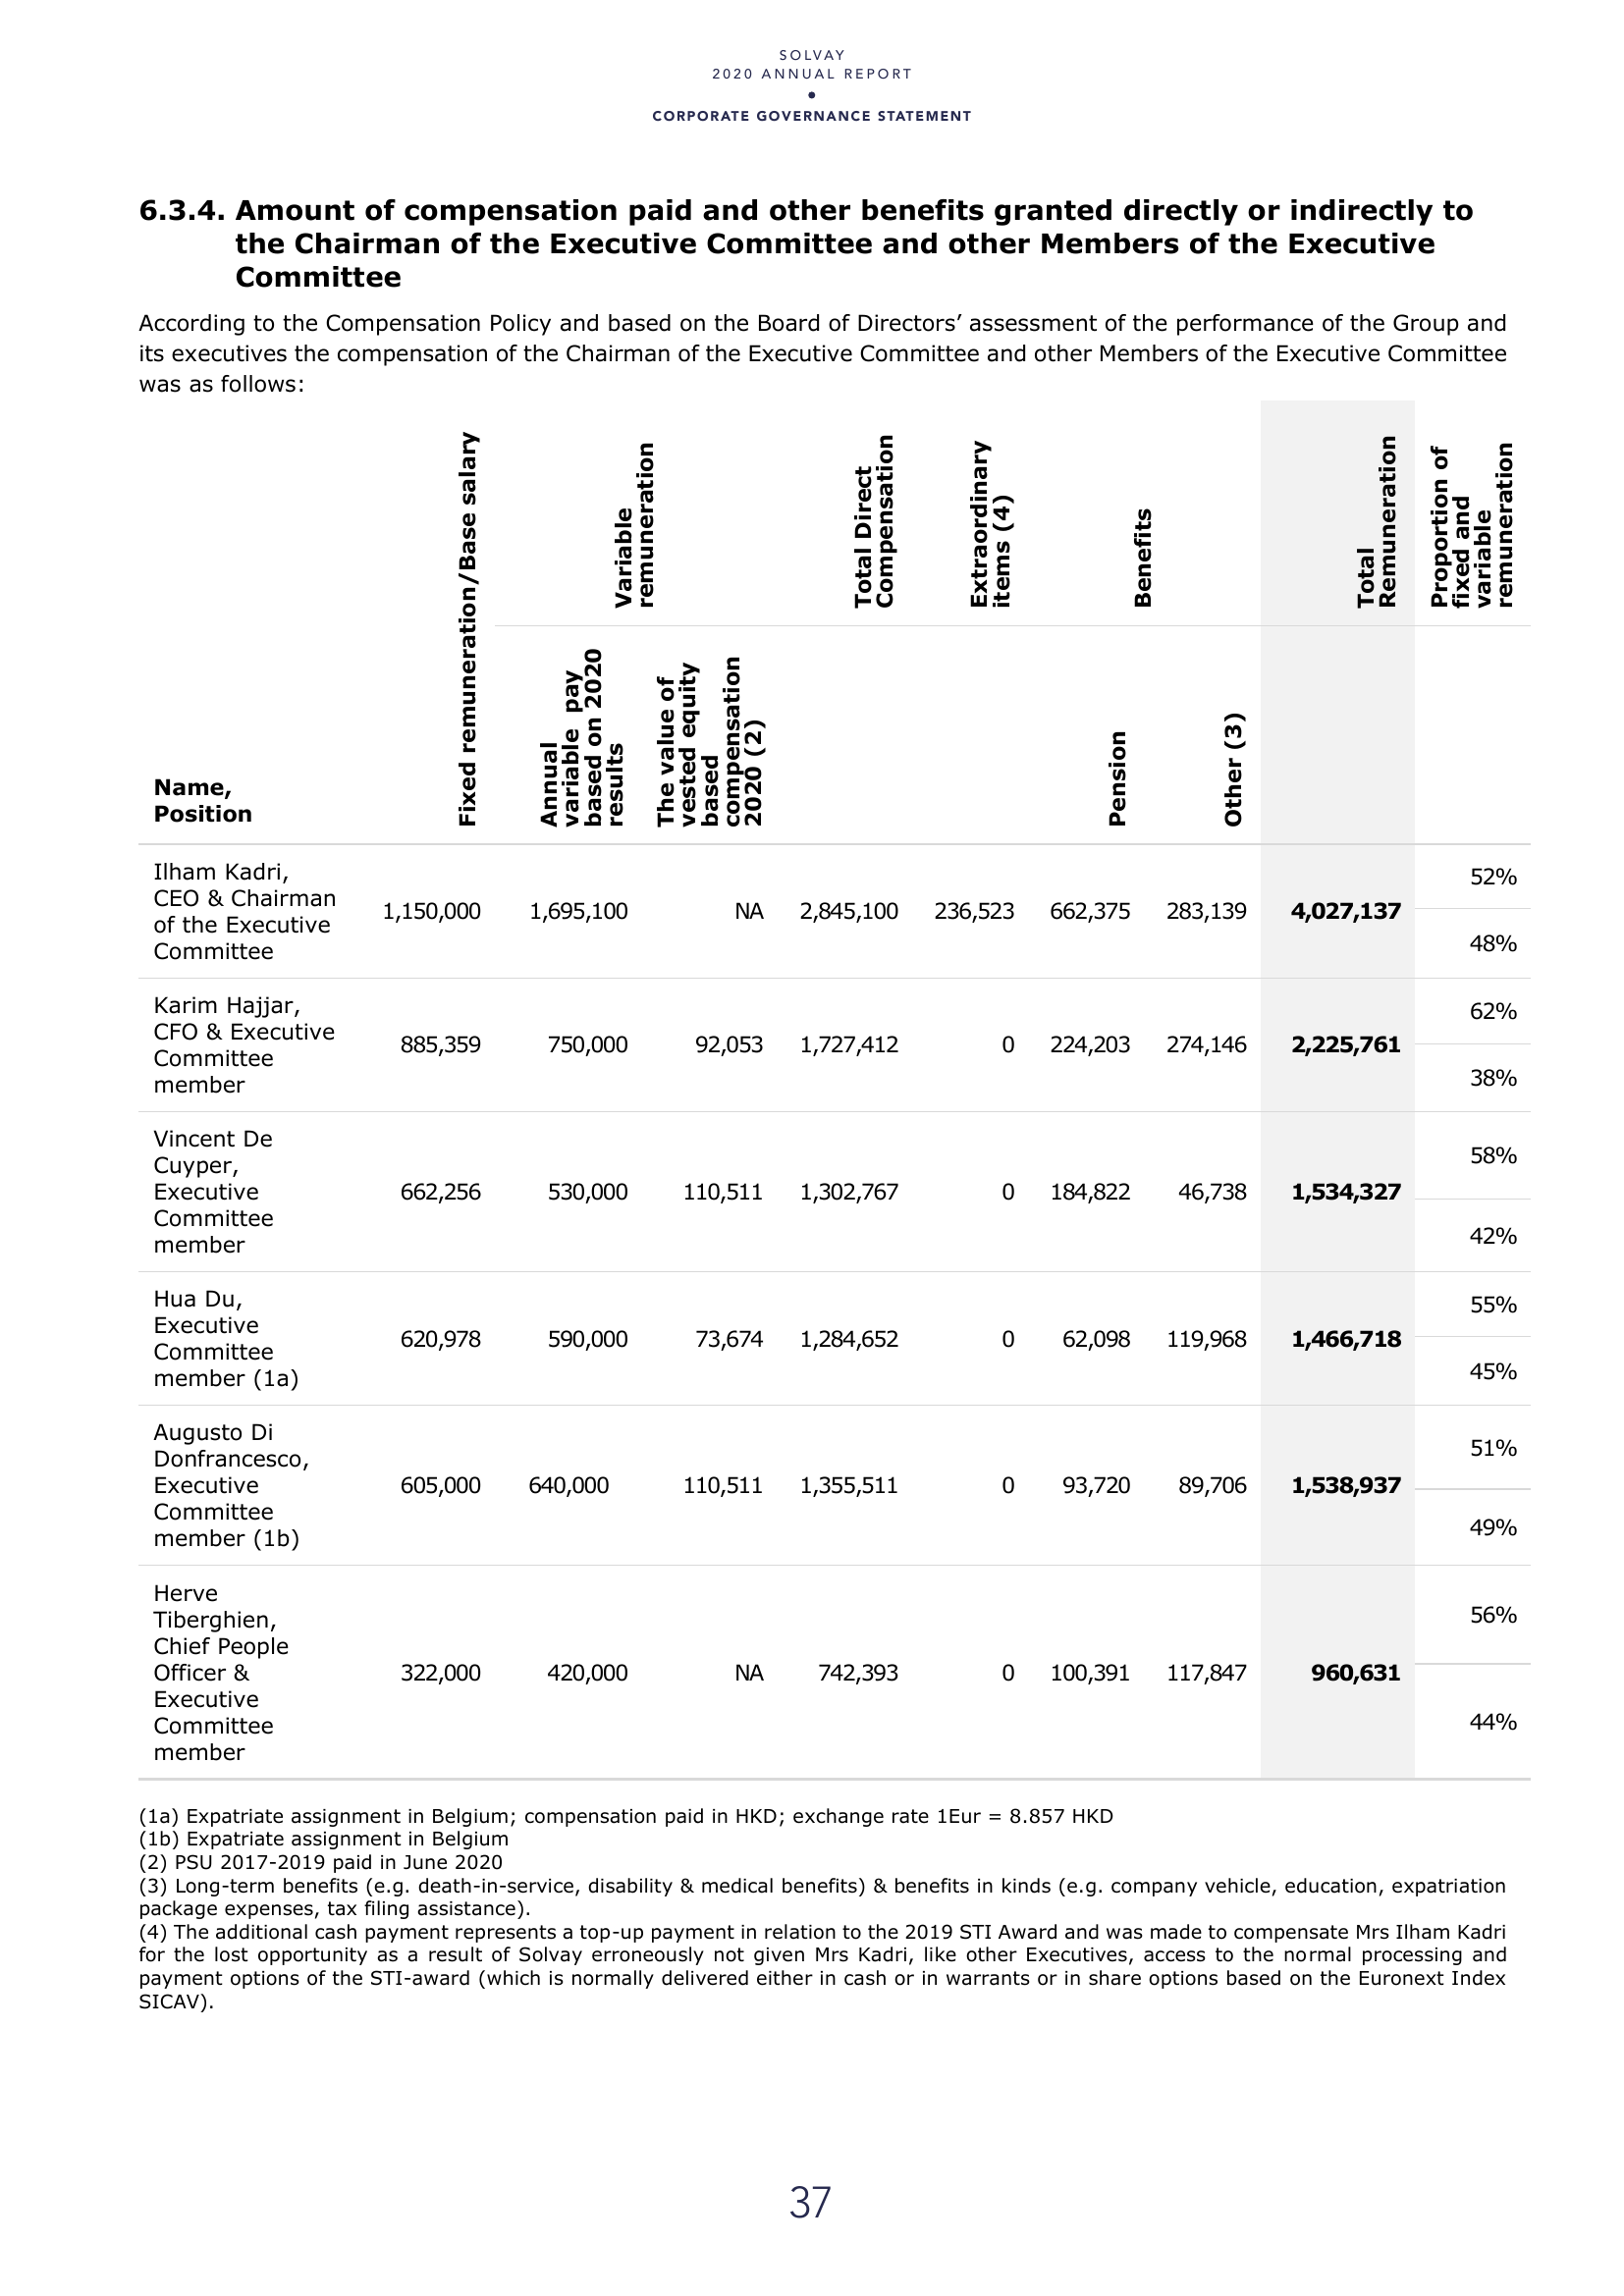 SOLVAY
2020 ANNUAL REPORT
•
CORPORATE GOVERNANCE STATEMENT
6.3.4. Amount of compensation paid and other benefits granted directly or indirectly to
the Chairman of the Executive Committee and other Members of the Executive
Committee
According to the Compensation Policy and based on the Board of Directors’ assessment of the performance of the Group and
its executives the compensation of the Chairman of the Executive Committee and other Members of the Executive Committee
was as follows:
Name,
Position
Fixed remuneration/Base salary
Variable
remuneration
Total Direct
Compensation
Extraordinary
items (4)
Benefits
Total
Remuneration
Proportion of
fixed and
variable
remuneration
Annual
variable pay
based on 2020
results
The value of
vested equity
based
compensation
2020 (2)
Pension
Other (3)
Ilham Kadri,
CEO & Chairman
of the Executive
Committee
1,150,000 1,695,100 NA 2,845,100 236,523 662,375 283,139 4,027,137
52%
48%
Karim Hajjar,
CFO & Executive
Committee
member
885,359 750,000 92,053 1,727,412 0 224,203 274,146 2,225,761
62%
38%
Vincent De
Cuyper,
Executive
Committee
member
662,256 530,000 110,511 1,302,767 0 184,822 46,738 1,534,327
58%
42%
Hua Du,
Executive
Committee
member (1a)
620,978 590,000 73,674 1,284,652 0 62,098 119,968 1,466,718
55%
45%
Augusto Di
Donfrancesco,
Executive
Committee
member (1b)
605,000 640,000 110,511 1,355,511 0 93,720 89,706 1,538,937
51%
49%
Herve
Tiberghien,
Chief People
Officer &
Executive
Committee
member
322,000 420,000 NA 742,393 0 100,391 117,847 960,631
56%
44%
(1a) Expatriate assignment in Belgium; compensation paid in HKD; exchange rate 1Eur = 8.857 HKD
(1b) Expatriate assignment in Belgium
(2) PSU 2017-2019 paid in June 2020
(3) Long-term benefits (e.g. death-in-service, disability & medical benefits) & benefits in kinds (e.g. company vehicle, education, expatriation
package expenses, tax filing assistance).
(4) The additional cash payment represents a top-up payment in relation to the 2019 STI Award and was made to compensate Mrs Ilham Kadri
for the lost opportunity as a result of Solvay erroneously not given Mrs Kadri, like other Executives, access to the normal processing and
payment options of the STI-award (which is normally delivered either in cash or in warrants or in share options based on the Euronext Index
SICAV).
37